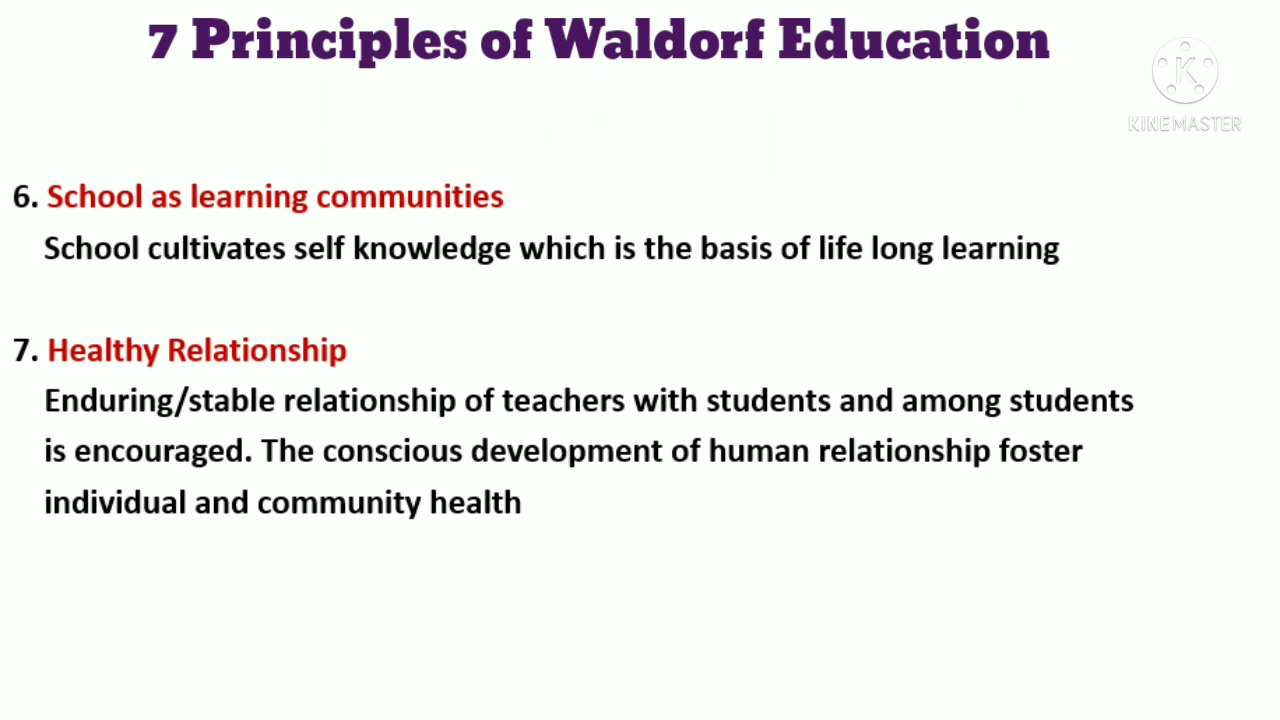 7 Principles of Waldorf Education
K
KINEMASTER
6. School as learning communities
School cultivates self knowledge which is the basis of life long learning
7. Healthy Relationship
Enduring/stable relationship of teachers with students and among students
is encouraged. The conscious development of human relationship foster
individual and community health